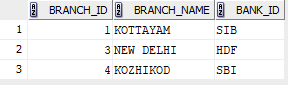 BRANCH_ID BRANCH_NAME BANK_ID
1 1 KOTTAYAM SIB
2 3 NEW DELHI HDF
3 4 KOZHIKOD SBI